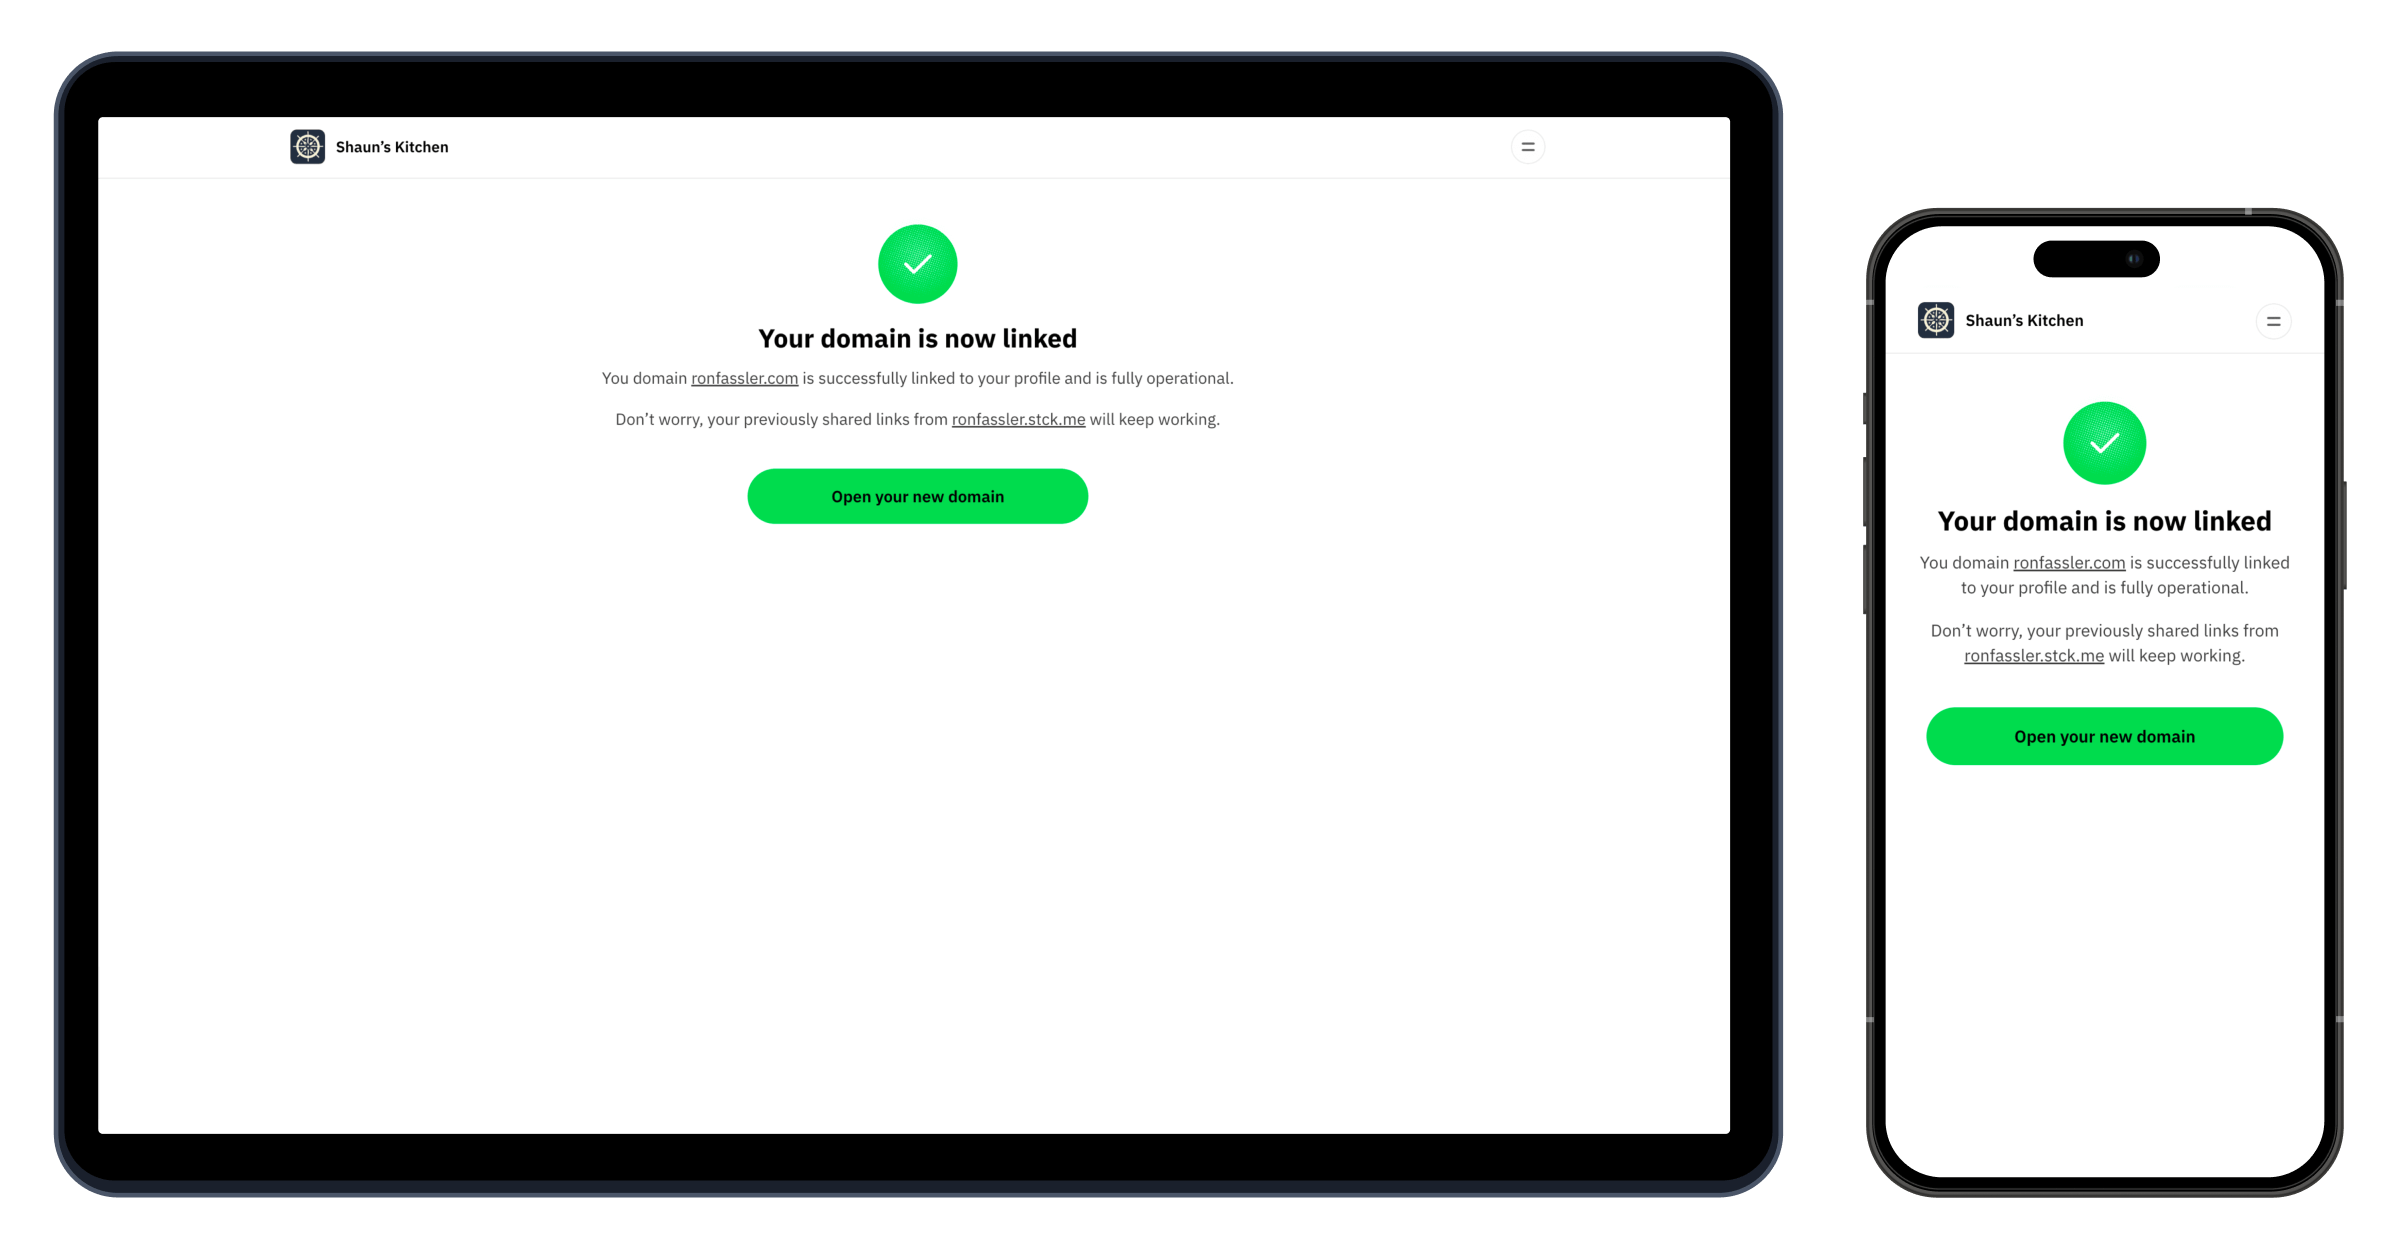 Shaun’s Kitchen
Your domain is now linked
You domain ronfassler.com is successfully linked to your profile and is fully operational.
Don’t worry, your previously shared links from ronfassler.stck.me will keep working.
Open your new domain
Shaun’s Kitchen
Your domain is now linked
You domain ronfassler.com is successfully linked
to your profile and is fully operational.
Don’t worry, your previously shared links from
ronfassler.stck.me will keep working.
Open your new domain